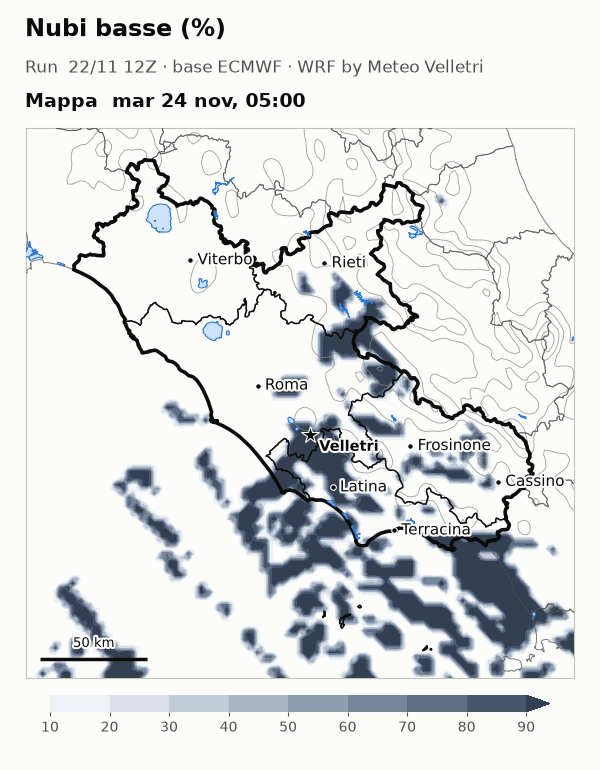 Nubi basse (%)
Run  22/11 12Z · base ECMWF · WRF by Meteo Velletri
Mappa  mar 24 nov, 05:00
Viterbo
Rieti
Roma
Velletri
Frosinone
Latina
Cassino
Terracina
50 km
10 20 30 40 50 60 70 80 90